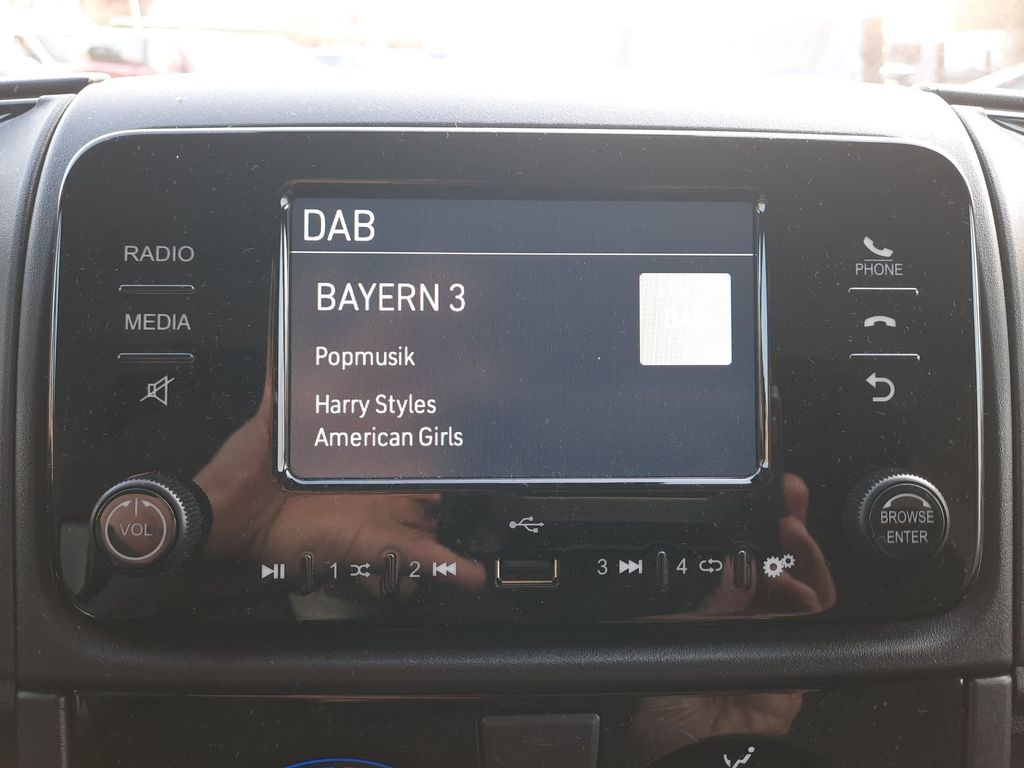 DAB
RADIO
BAYERN 3
PHONE
MEDIA
Popmusik
Harry Styles
American Girls
VOL
BROWSE
ENTER
1 2 3 4